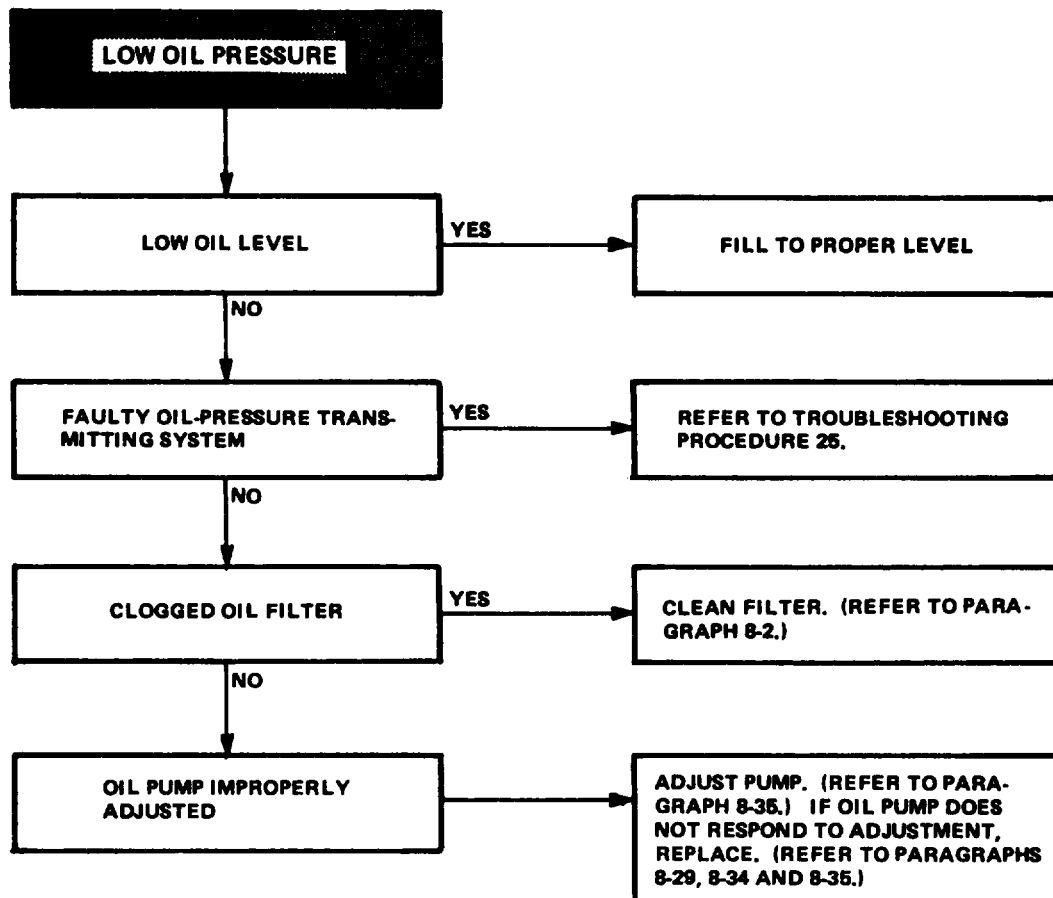 LOW OIL PRESSURE
LOW OIL LEVEL
YES
FILL TO PROPER LEVEL
NO
FAULTY OIL-PRESSURE TRANS-
MITTING SYSTEM
YES
REFER TO TROUBLESHOOTING
PROCEDURE 25.
NO
CLOGGED OIL FILTER
YES
CLEAN FILTER. (REFER TO PARA-
GRAPH 8-2.)
NO
OIL PUMP IMPROPERLY
ADJUSTED
ADJUST PUMP. (REFER TO PARA-
GRAPH 8-35.) IF OIL PUMP DOES
NOT RESPOND TO ADJUSTMENT,
REPLACE. (REFER TO PARAGRAPHS
8-29, 8-34 AND 8-35.)